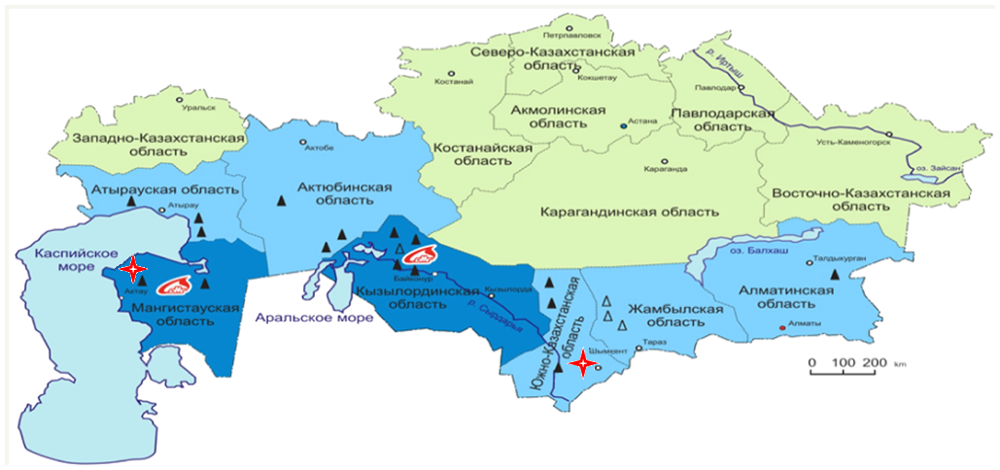 Петрпавловск
Северо-Казахстанская
область
Кокшетау
Костанай
р. Иртыш
Павлодар
Павлодарская
область
Акмолинская
область
Астана
Уральск
Западно-Казахстанская
область
Актобе
Костанайская
область
Караганда
Усть-Каменогорск
оз. Зайсан
Восточно-Казахстанская
область
Атырауская область
Атырау
Актюбинская
область
Карагандинская область
Каспийское
море
Актау
Мангистауская
область
Аральское море
Байконур
Кызылординская
область
Кызылорда
р. Сырдарья
Южно-Казахстанская
область
Шымкент
Жамбылская
область
Тараз
оз. Балхаш
Талдыкурган
Алматинская
область
Алматы
0 100 200 km